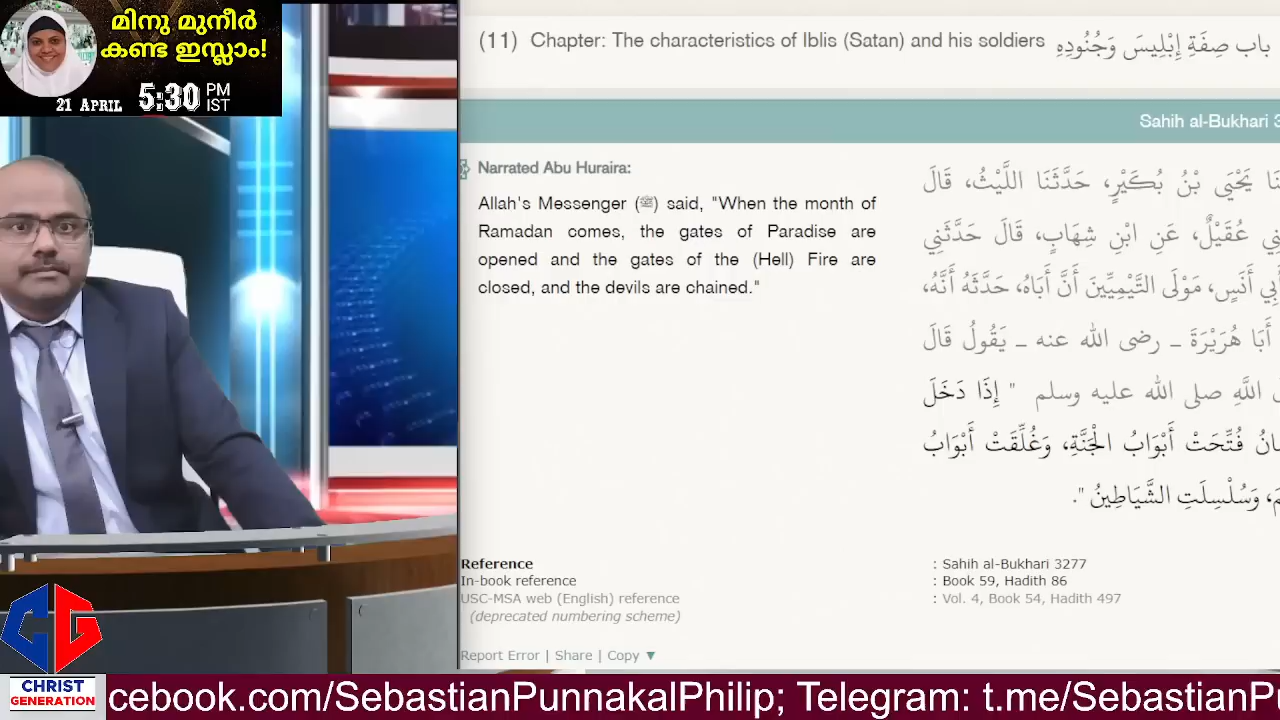 മിനു മുനീർ
കണ്ട ഇസ്ലാം!
21 APRIL 5:30 PM IST
(11) Chapter: The characteristics of Iblis (Satan) and his soldiers باب صِفَةِ إِبْلِيسَ وَجُنُودِهِ
Sahih al-Bukhari 3
Narrated Abu Huraira:
Allah's Messenger (ﷺ) said, "When the month of
Ramadan comes, the gates of Paradise are
opened and the gates of the (Hell) Fire are
closed, and the devils are chained."
يَحْيَى بْنُ بُكَيْرٍ، حَدَّثَنَا اللَّيْثُ، قَالَ
عُقَيْلٌ، عَنِ ابْنِ شِهَابٍ، قَالَ حَدَّثَنِي
أَبِي أَنَسٍ، مَوْلَى التَّيْمِيِّينَ أَنَّ أَبَاهُ، حَدَّثَهُ أَنَّهُ،
أَبَا هُرَيْرَةَ ـ رضى الله عنه ـ يَقُولُ قَالَ
اللَّهِ صلى الله عليه وسلم " إِذَا دَخَلَ
فُتِّحَتْ أَبْوَابُ الْجَنَّةِ، وَغُلِّقَتْ أَبْوَابُ
وَسُلْسِلَتِ الشَّيَاطِينُ ".
Reference : Sahih al-Bukhari 3277
In-book reference : Book 59, Hadith 86
USC-MSA web (English) reference : Vol. 4, Book 54, Hadith 497
(deprecated numbering scheme)
Report Error | Share | Copy ▼
CG
CHRIST
GENERATION
cebook.com/SebastianPunnakalPhilip, Telegram: t.me/SebastianPu